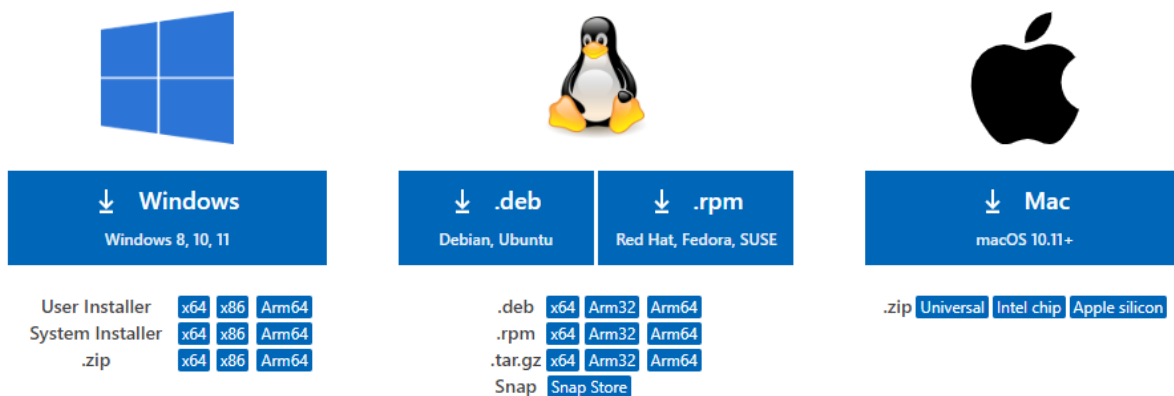 Windows
Windows 8, 10, 11
User Installer x64 x86 Arm64
System Installer x64 x86 Arm64
.zip x64 x86 Arm64
.deb
Debian, Ubuntu
.rpm
Red Hat, Fedora, SUSE
.deb x64 Arm32 Arm64
.rpm x64 Arm32 Arm64
.tar.gz x64 Arm32 Arm64
Snap Snap Store
Mac
macOS 10.11+
.zip Universal Intel chip Apple silicon